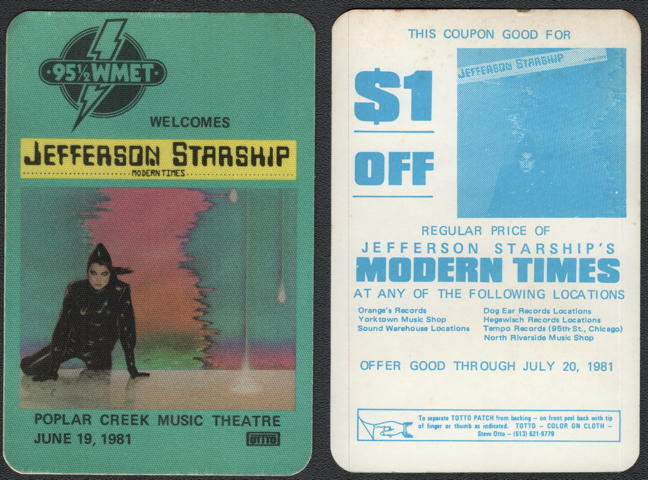 95½ WMET
WELCOMES
JEFFERSON STARSHIP
MODERN TIMES
POPLAR CREEK MUSIC THEATRE
JUNE 19, 1981
OTTO
THIS COUPON GOOD FOR
$1
OFF
JEFFERSON STARSHIP
REGULAR PRICE OF
JEFFERSON STARSHIP'S
MODERN TIMES
AT ANY OF THE FOLLOWING LOCATIONS
Orange's Records
Yorktown Music Shop
Sound Warehouse Locations
Dog Ear Records Locations
Hegewisch Records Locations
Tempo Records (95th St., Chicago)
North Riverside Music Shop
OFFER GOOD THROUGH JULY 20, 1981
To separate TOTTO PATCH from backing – on front peel back with tip
of finger or thumb as indicated. TOTTO – COLOR ON CLOTH –
Steve Otto – (513) 621-9779